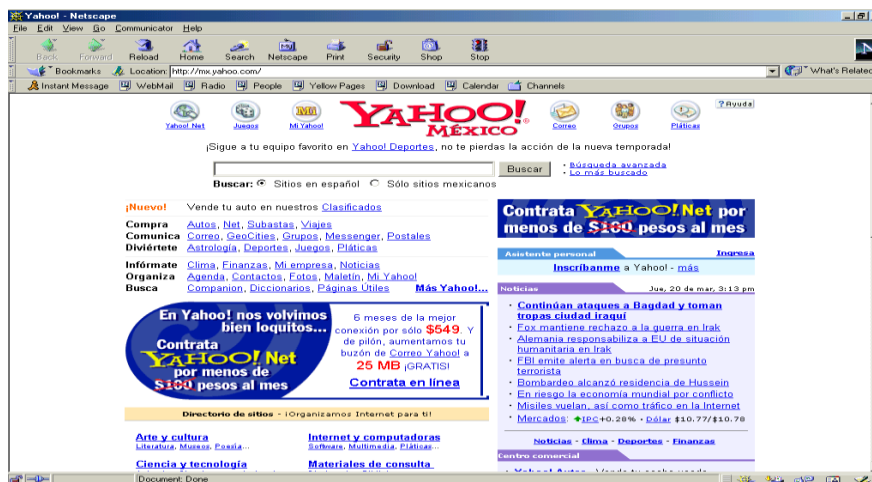 Yahoo! - Netscape
File Edit View Go Communicator Help
Back Forward Reload Home Search Netscape Print Security Shop Stop
Bookmarks Location: http://mx.yahoo.com/ What's Related
Instant Message WebMail Radio People Yellow Pages Download Calendar Channels
Yahoo! Net Juegos Mi Yahoo! YAHOO! MÉXICO Correo Grupos Pláticas ?Ayuda
¡Sigue a tu equipo favorito en Yahoo! Deportes, no te pierdas la acción de la nueva temporada!
Buscar · Búsqueda avanzada
· Lo más buscado
Buscar: Sitios en español Sólo sitios mexicanos
¡Nuevo! Vende tu auto en nuestros Clasificados
Compra Autos, Net, Subastas, Viajes
Comunica Correo, GeoCities, Grupos, Messenger, Postales
Diviértete Astrología, Deportes, Juegos, Pláticas
Infórmate Clima, Finanzas, Mi empresa, Noticias
Organiza Agenda, Contactos, Fotos, Maletín, Mi Yahoo!
Busca Companion, Diccionarios, Páginas Útiles Más Yahoo!...
En Yahoo! nos volvimos
bien loquitos...
Contrata
YAHOO! Net
por menos de
$100 pesos al mes
6 meses de la mejor
conexión por sólo $549. Y
de pilón, aumentamos tu
buzón de Correo Yahoo! a
25 MB ¡GRATIS!
Contrata en línea
Directorio de sitios - ¡Organizamos Internet para ti!
Arte y cultura
Literatura, Museos, Poesía...
Internet y computadoras
Software, Multimedia, Pláticas...
Ciencia y tecnología
Materiales de consulta
Contrata YAHOO! Net por
menos de $100 pesos al mes
Asistente personal Ingresa
Inscríbanme a Yahoo! - más
Noticias Jue, 20 de mar, 3:13 pm
· Continúan ataques a Bagdad y toman
tropas ciudad iraquí
· Fox mantiene rechazo a la guerra en Irak
· Alemania responsabiliza a EU de situación
humanitaria en Irak
· FBI emite alerta en busca de presunto
terrorista
· Bombardeo alcanzó residencia de Hussein
· En riesgo la economía mundial por conflicto
· Misiles vuelan, así como tráfico en la Internet
· Mercados: IPC+0.28% · Dólar $10.77/$10.78
Noticias - Clima - Deportes - Finanzas
Centro comercial
Document: Done